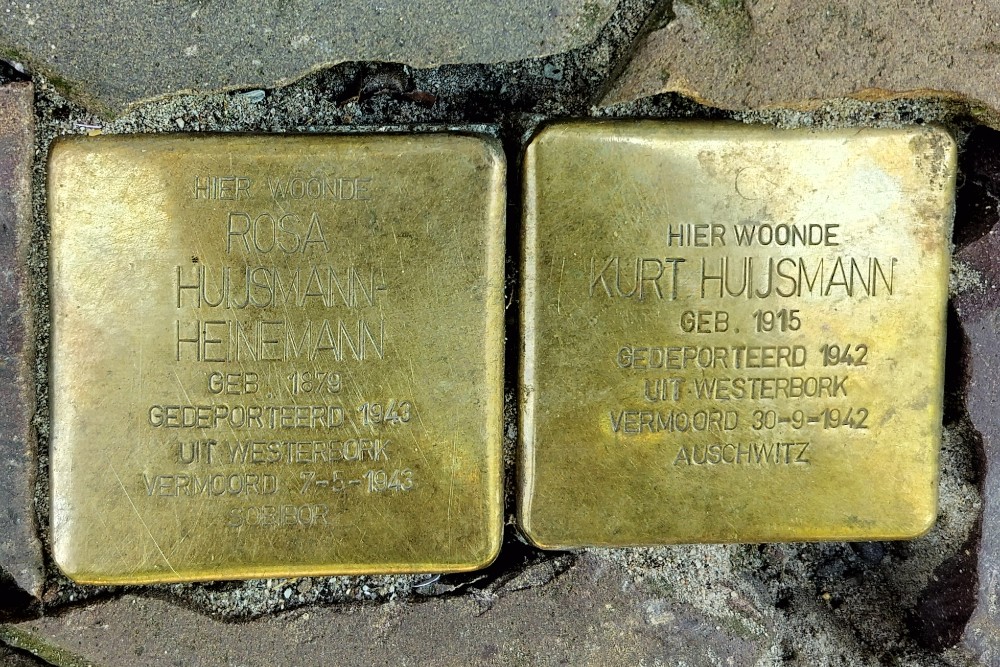 HIER WOONDE
ROSA
HUIJSMANN-
HEINEMANN
GEB. 1879
GEDEPORTEERD 1943
UIT WESTERBORK
VERMOORD 7-5-1943
SOBIBOR
HIER WOONDE
KURT HUIJSMANN
GEB. 1915
GEDEPORTEERD 1942
UIT WESTERBORK
VERMOORD 30-9-1942
AUSCHWITZ